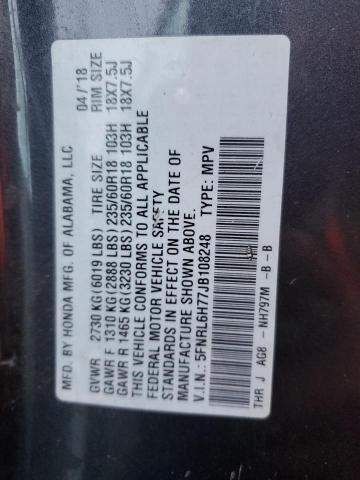 MFD. BY HONDA MFG. OF ALABAMA, LLC 04/'18
GVWR 2730 KG(6019 LBS) TIRE SIZE RIM SIZE
GAWR F 1310 KG(2889 LBS)235/60R18 103H 18X7.5J
GAWR R 1465 KG(3230 LBS)235/60R18 103H 18X7.5J
THIS VEHICLE CONFORMS TO ALL APPLICABLE
FEDERAL MOTOR VEHICLE SAFETY
STANDARDS IN EFFECT ON THE DATE OF
MANUFACTURE SHOWN ABOVE.
V.I.N.: 5FNRL6H77JB108248 TYPE: MPV
THR J AG8- NH797M -B -B